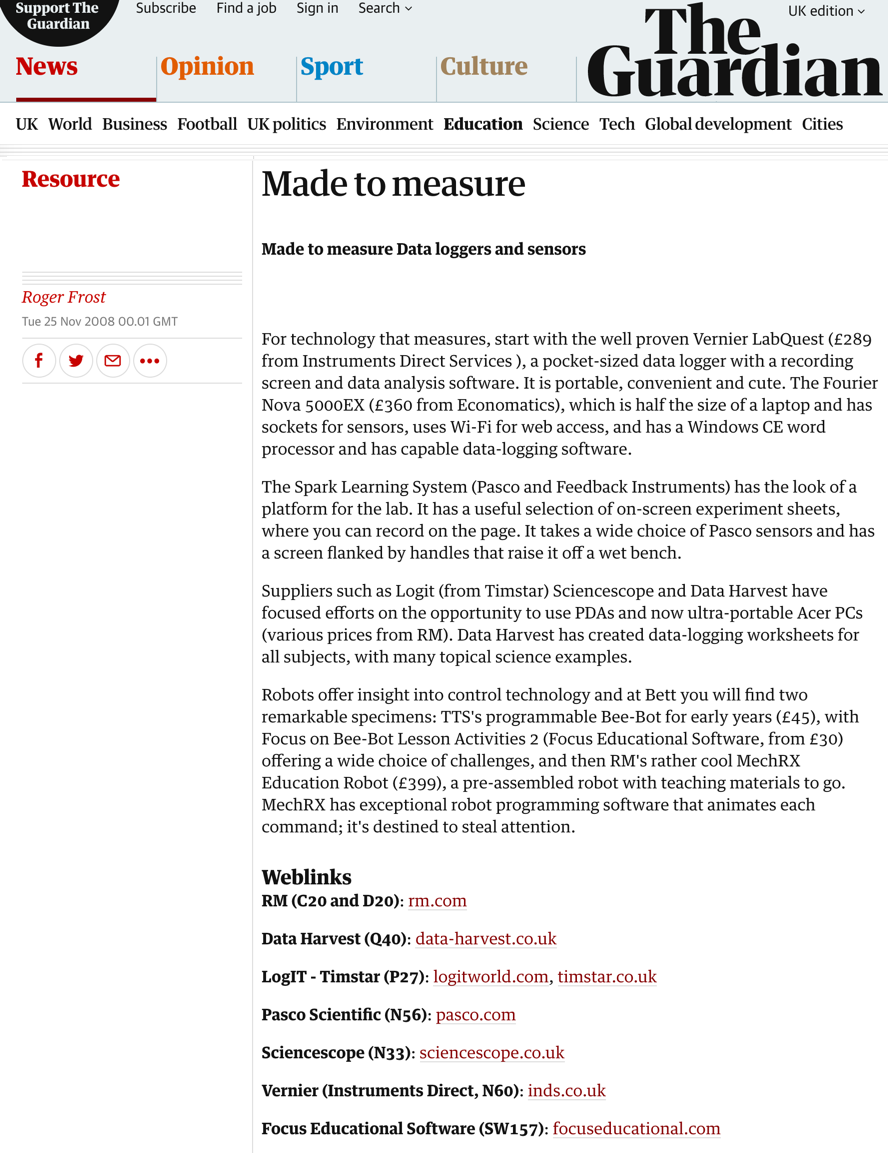 Support The
Guardian
Subscribe
Find a job
Sign in
Search
UK edition
The
Guardian
News
Opinion
Sport
Culture
UK World Business Football UK politics Environment Education Science Tech Global development Cities
Resource
Made to measure
Made to measure Data loggers and sensors
Roger Frost
Tue 25 Nov 2008 00.01 GMT
For technology that measures, start with the well proven Vernier LabQuest (£289
from Instruments Direct Services ), a pocket-sized data logger with a recording
screen and data analysis software. It is portable, convenient and cute. The Fourier
Nova 5000EX (£360 from Economatics), which is half the size of a laptop and has
sockets for sensors, uses Wi-Fi for web access, and has a Windows CE word
processor and has capable data-logging software.
The Spark Learning System (Pasco and Feedback Instruments) has the look of a
platform for the lab. It has a useful selection of on-screen experiment sheets,
where you can record on the page. It takes a wide choice of Pasco sensors and has
a screen flanked by handles that raise it off a wet bench.
Suppliers such as Logit (from Timstar) Sciencescope and Data Harvest have
focused efforts on the opportunity to use PDAs and now ultra-portable Acer PCs
(various prices from RM). Data Harvest has created data-logging worksheets for
all subjects, with many topical science examples.
Robots offer insight into control technology and at Bett you will find two
remarkable specimens: TTS's programmable Bee-Bot for early years (£45), with
Focus on Bee-Bot Lesson Activities 2 (Focus Educational Software, from £30)
offering a wide choice of challenges, and then RM's rather cool MechRX
Education Robot (£399), a pre-assembled robot with teaching materials to go.
MechRX has exceptional robot programming software that animates each
command; it's destined to steal attention.
Weblinks
RM (C20 and D20): rm.com
Data Harvest (Q40): data-harvest.co.uk
LogIT - Timstar (P27): logitworld.com, timstar.co.uk
Pasco Scientific (N56): pasco.com
Sciencescope (N33): sciencescope.co.uk
Vernier (Instruments Direct, N60): inds.co.uk
Focus Educational Software (SW157): focuseducational.com